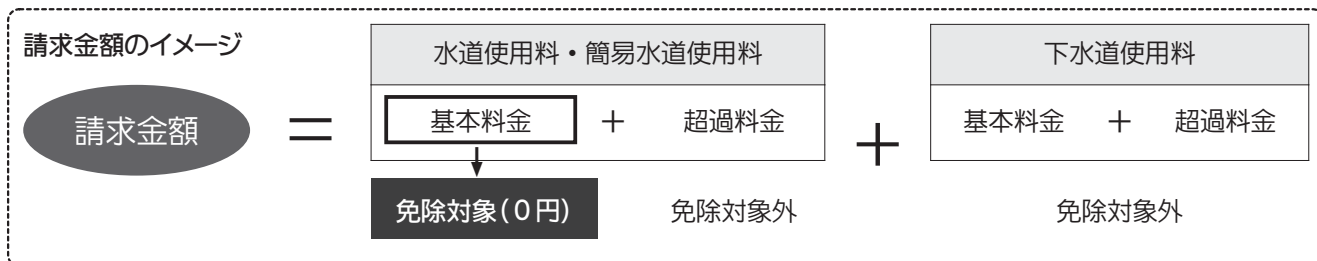 請求金額のイメージ
請求金額
＝
水道使用料・簡易水道使用料
基本料金 ＋ 超過料金
免除対象(０円)
免除対象外
＋
下水道使用料
基本料金 ＋ 超過料金
免除対象外